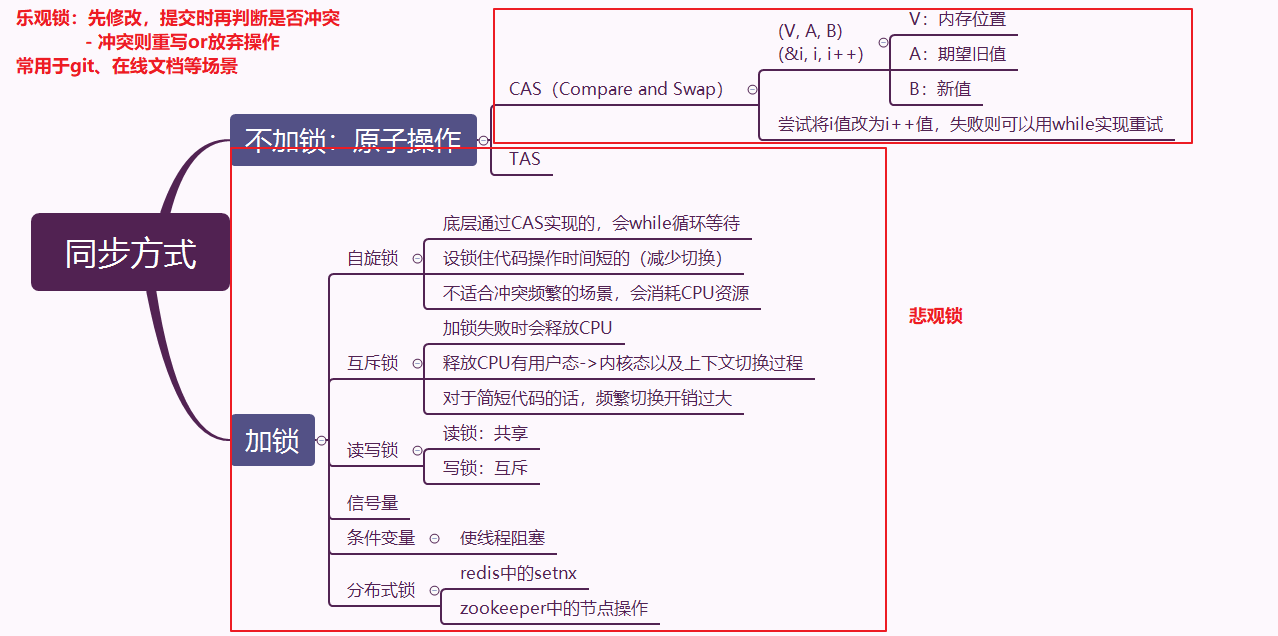 乐观锁：先修改，提交时再判断是否冲突
- 冲突则重写or放弃操作
常用于git、在线文档等场景
同步方式
不加锁：原子操作
CAS（Compare and Swap）
(V, A, B)
(&i, i, i++)
V：内存位置
A：期望旧值
B：新值
尝试将i值改为i++值，失败则可以用while实现重试
TAS
加锁
自旋锁
底层通过CAS实现的，会while循环等待
设锁住代码操作时间短的（减少切换）
不适合冲突频繁的场景，会消耗CPU资源
互斥锁
加锁失败时会释放CPU
释放CPU有用户态->内核态以及上下文切换过程
对于简短代码的话，频繁切换开销过大
读写锁
读锁：共享
写锁：互斥
信号量
条件变量
使线程阻塞
分布式锁
redis中的setnx
zookeeper中的节点操作
悲观锁